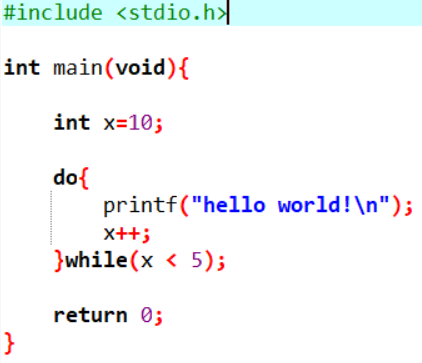 #include <stdio.h>
int main(void){
int x=10;
do{
printf("hello world!\n");
x++;
}while(x < 5);
return 0;
}